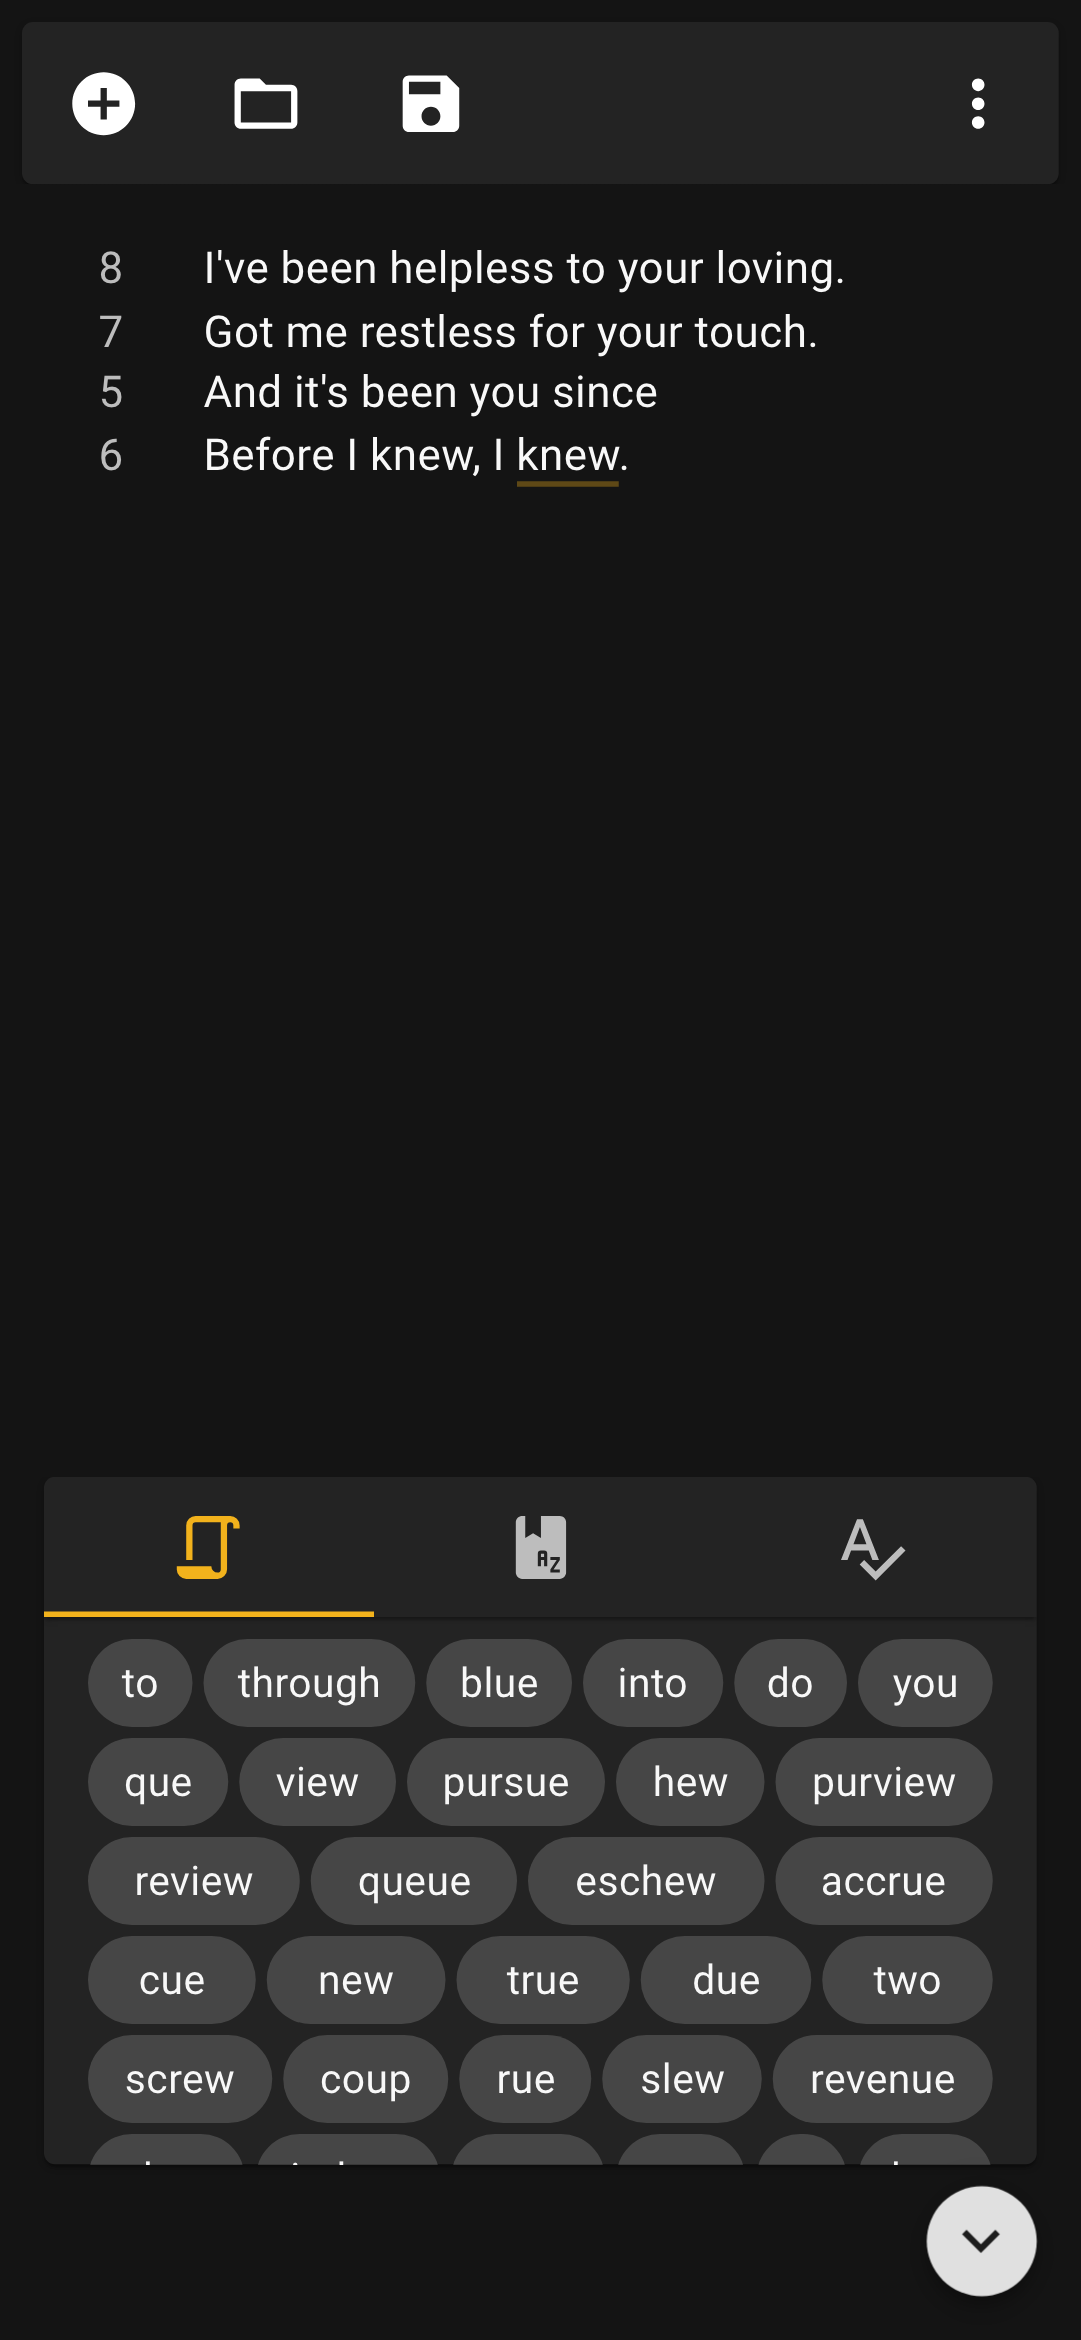 8 I've been helpless to your loving.
7 Got me restless for your touch.
5 And it's been you since
6 Before I knew, I knew.
AZ
A
to through blue into do you
que view pursue hew purview
review queue eschew accrue
cue new true due two
screw coup rue slew revenue